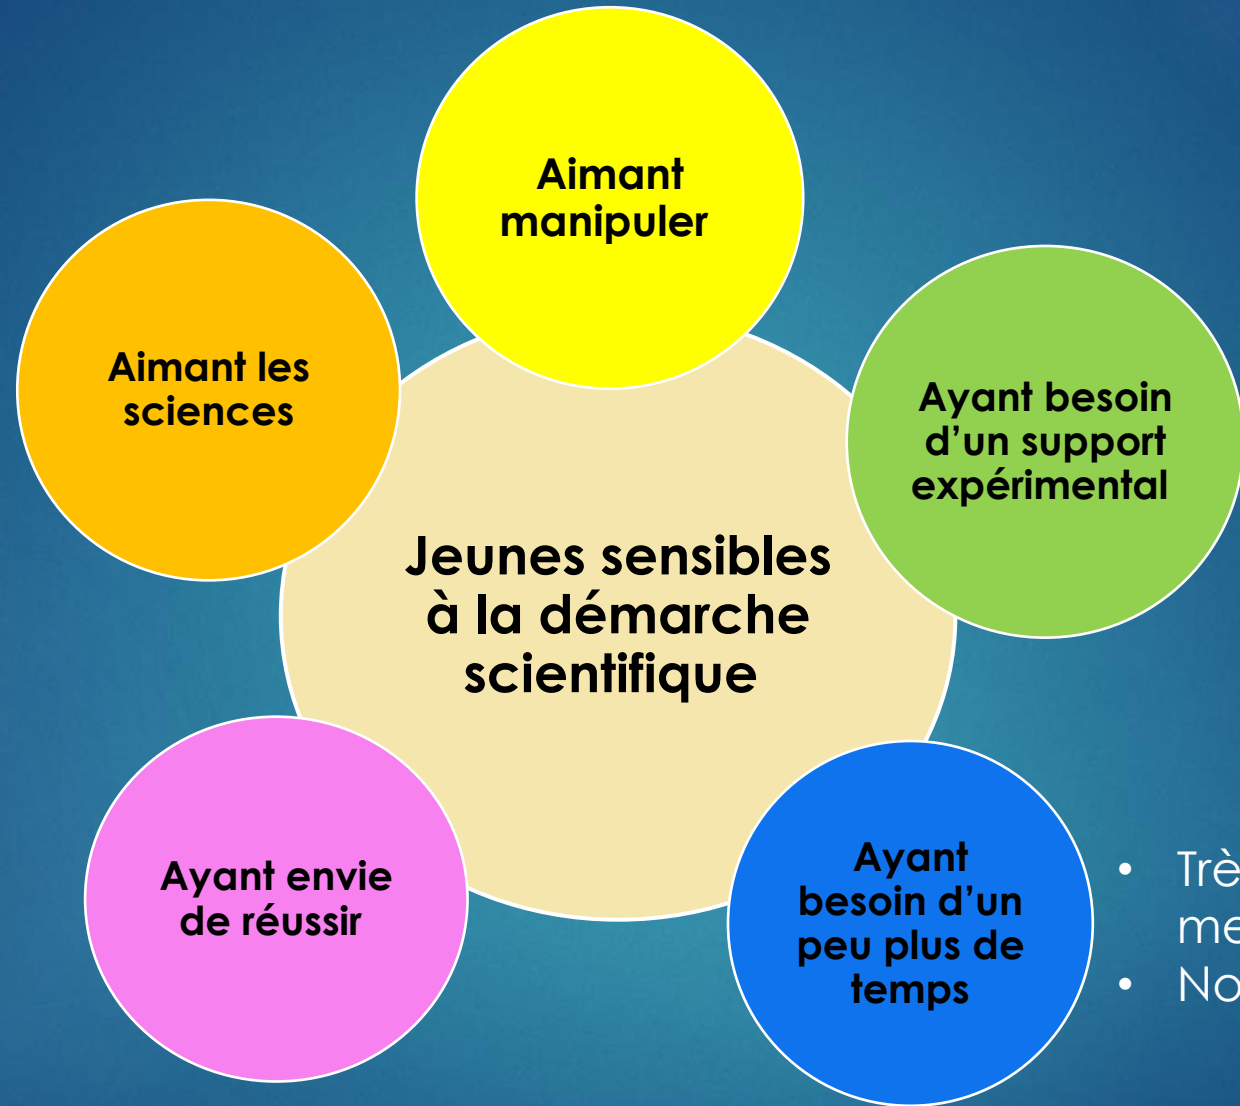 Aimant
manipuler
Aimant les
sciences
Ayant besoin
d’un support
expérimental
Jeunes sensibles
à la démarche
scientifique
Ayant envie
de réussir
Ayant
besoin d’un
peu plus de
temps